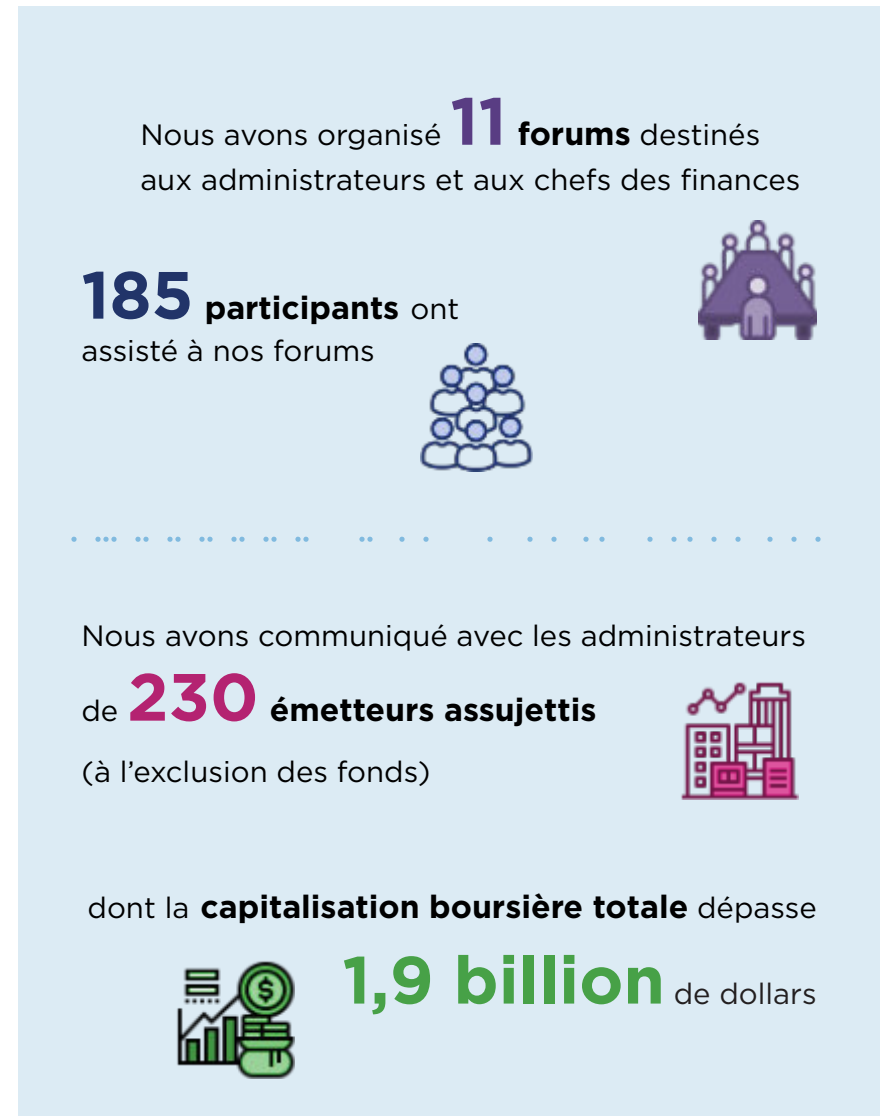 Nous avons organisé 11 forums destinés
aux administrateurs et aux chefs des finances
185 participants ont
assisté à nos forums
Nous avons communiqué avec les administrateurs
de 230 émetteurs assujettis
(à l’exclusion des fonds)
dont la capitalisation boursière totale dépasse
1,9 billion de dollars